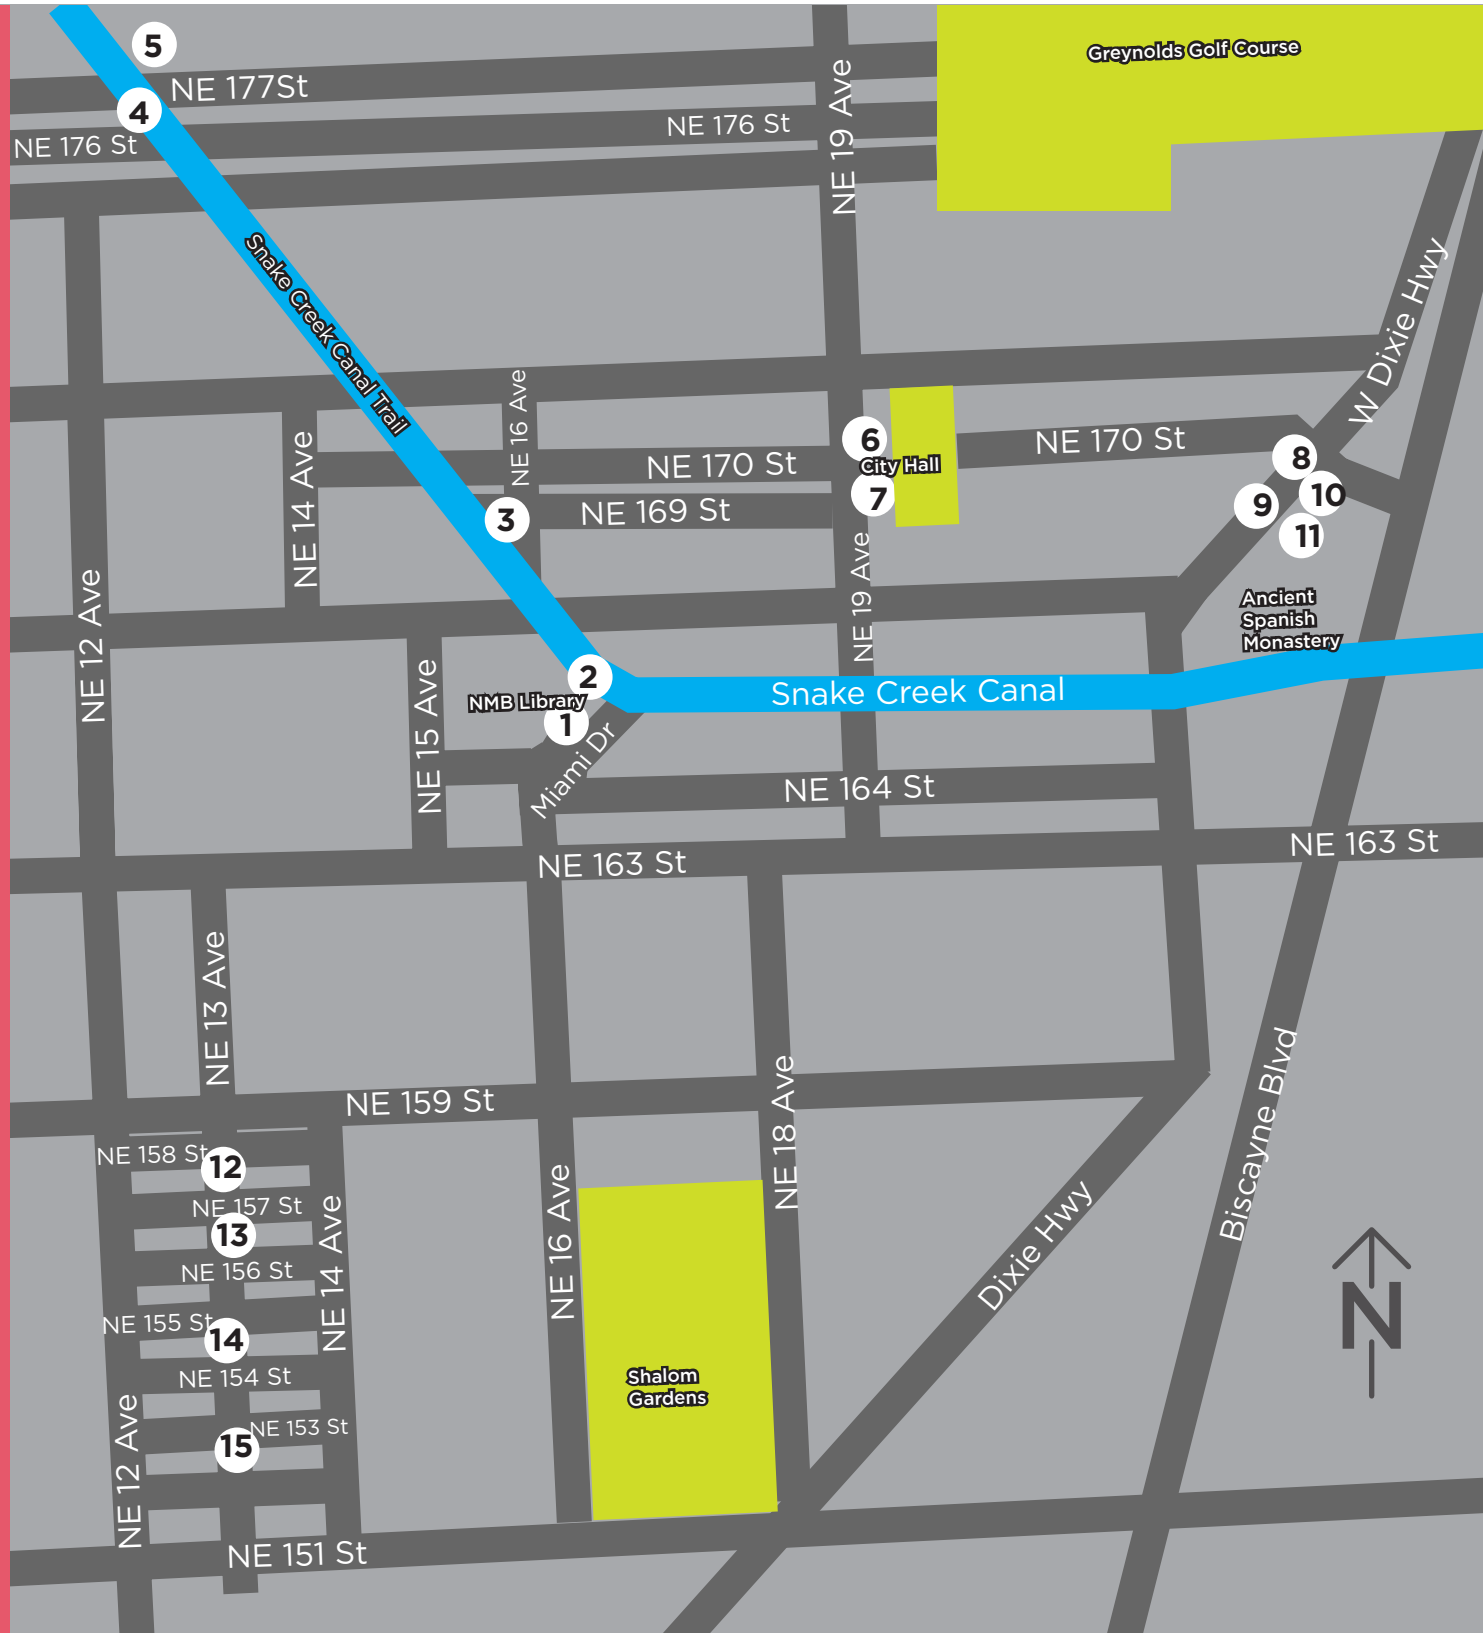 5
Greynolds Golf Course
NE 177St
4
NE 176 St
NE 176 St
NE 19 Ave
Snake Creek Canal Trail
W Dixie Hwy
NE 16 Ave
NE 14 Ave
6
NE 170 St
City Hall
NE 170 St
8
7
3
NE 169 St
9
10
11
NE 19 Ave
NE 12 Ave
Ancient
Spanish
Monastery
NE 15 Ave
2
NMB Library
1
Snake Creek Canal
Miami Dr
NE 164 St
NE 163 St
NE 163 St
NE 13 Ave
NE 159 St
NE 18 Ave
Biscayne Blvd
NE 158 St
12
NE 157 St
13
NE 156 St
NE 14 Ave
NE 16 Ave
Dixie Hwy
NE 155 St
14
NE 154 St
Shalom
Gardens
N
NE 12 Ave
NE 153 St
15
NE 151 St